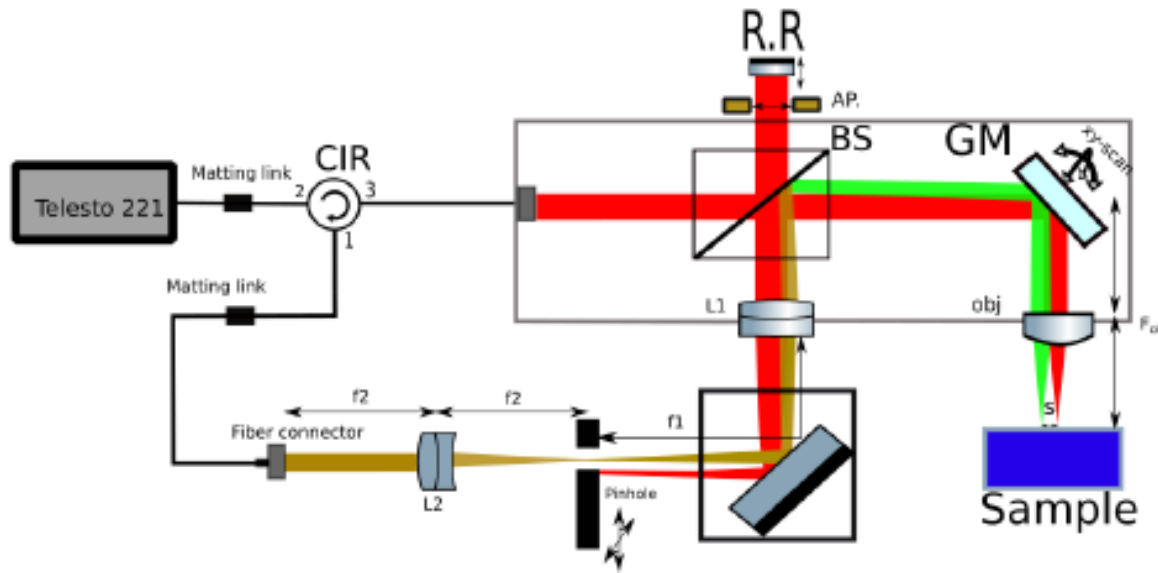 R.R
AP.
BS
GM
xy-scan
CIR
Matting link
2
3
Telesto 221
1
Matting link
L1
obj
f2
f2
f1
S
Fiber connector
L2
Pinhole
Sample